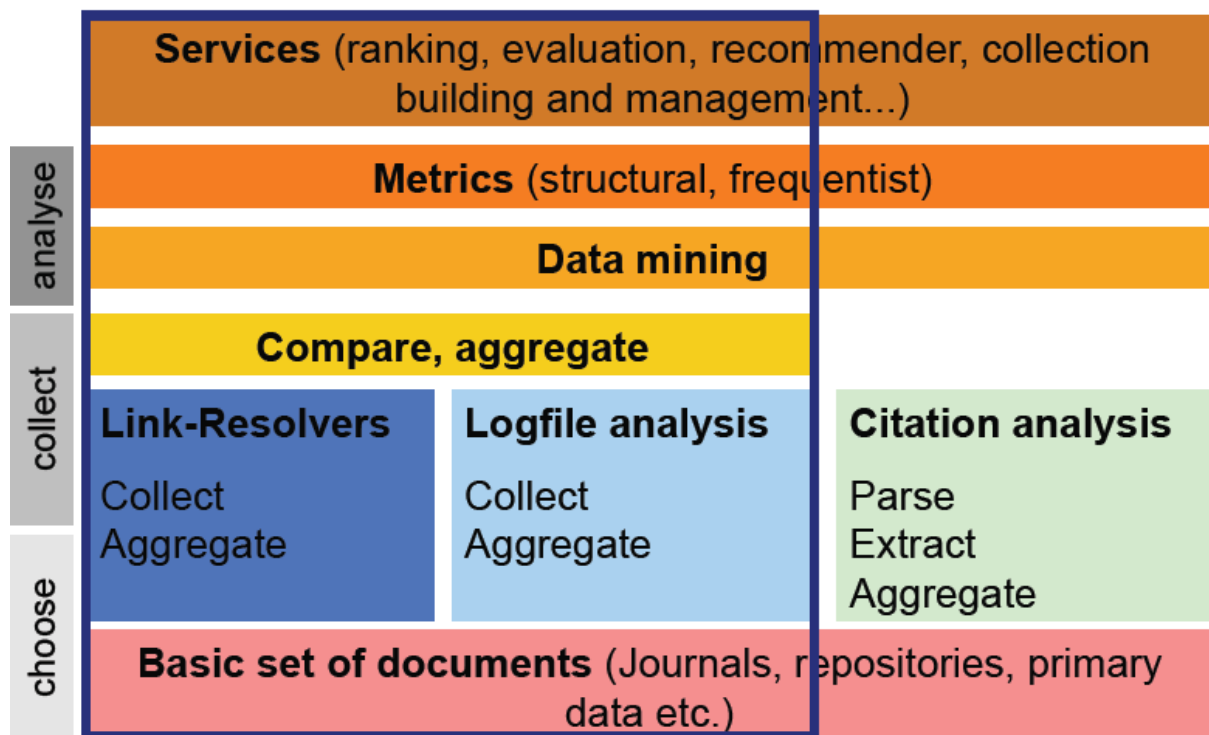 Services (ranking, evaluation, recommender, collection
building and management...)
analyse
Metrics (structural, frequentist)
Data mining
collect
Compare, aggregate
Link-Resolvers
Collect
Aggregate
Logfile analysis
Collect
Aggregate
Citation analysis
Parse
Extract
Aggregate
choose
Basic set of documents (Journals, repositories, primary
data etc.)